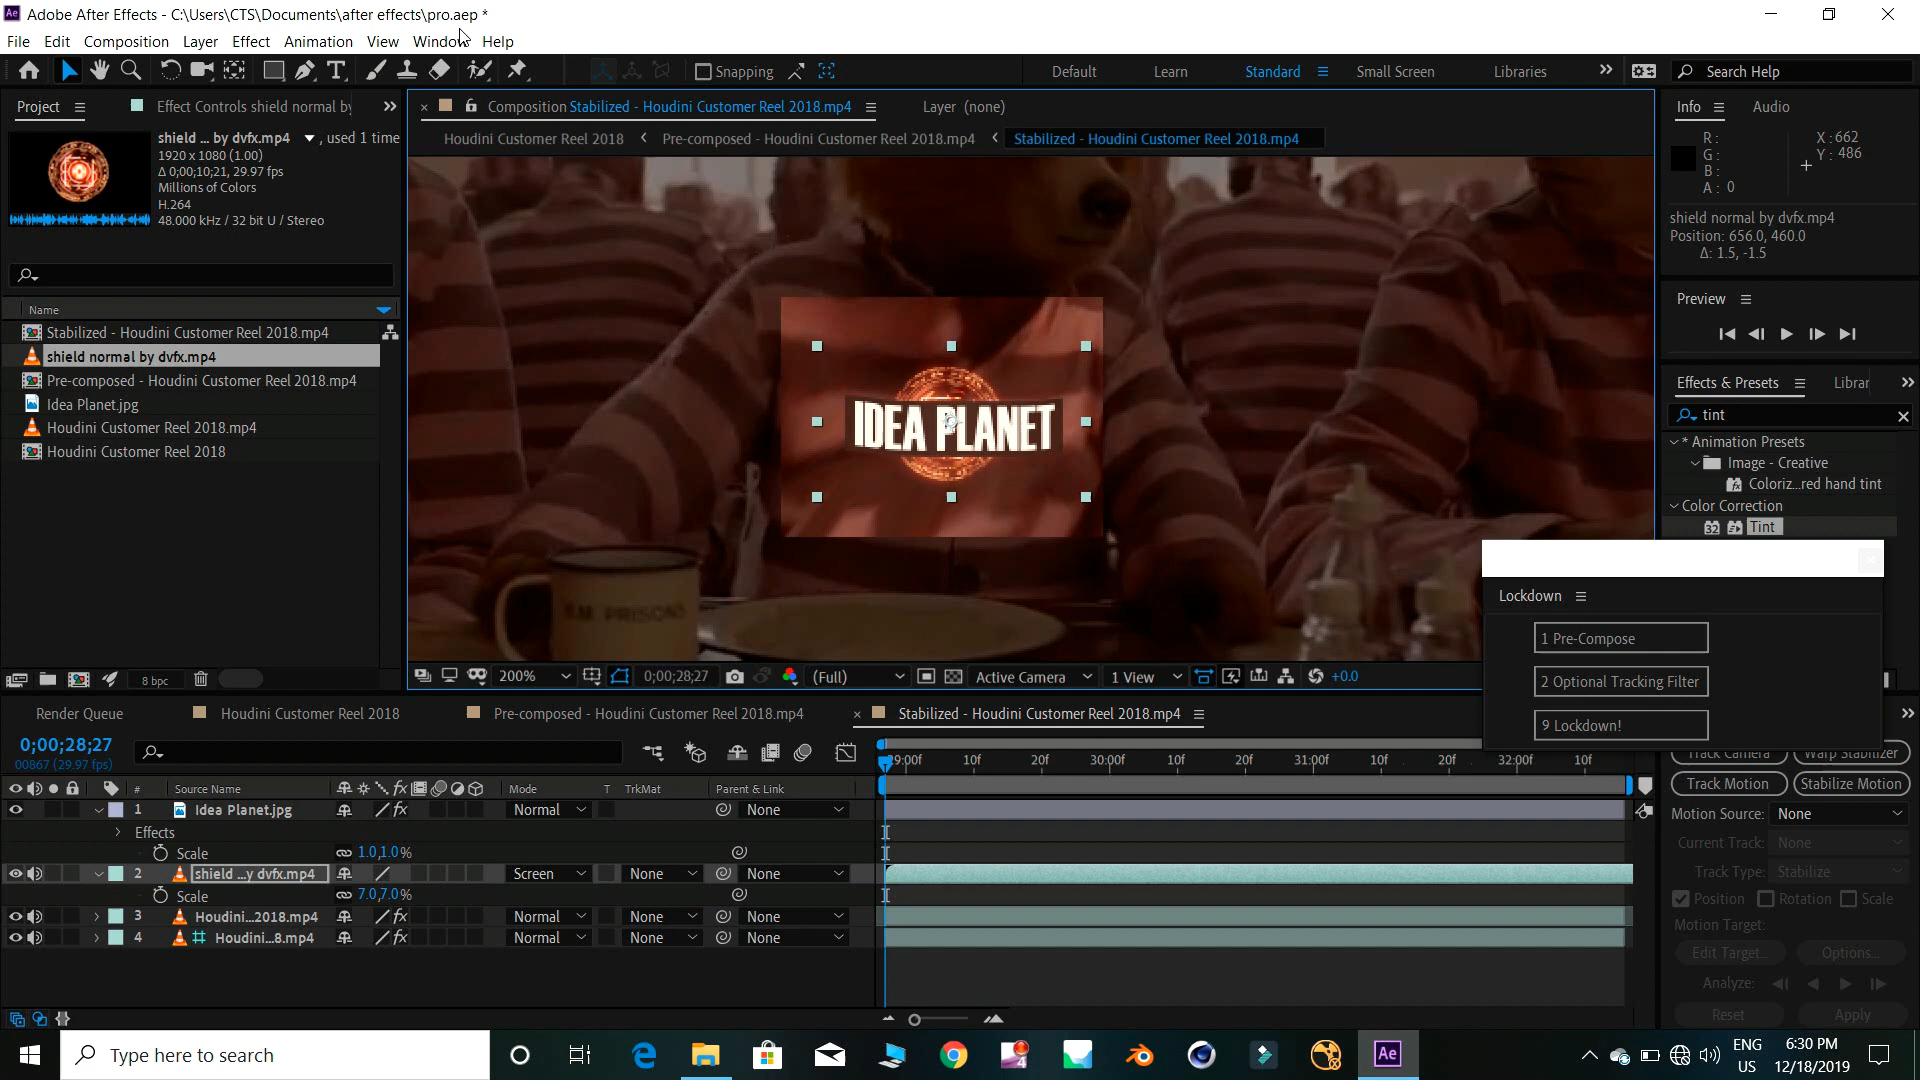 Adobe After Effects - C:\Users\CTS\Documents\after effects\pro.aep *
File Edit Composition Layer Effect Animation View Window Help
Snapping
Default Learn Standard Small Screen Libraries
Search Help
Project
Effect Controls shield normal by
shield ... by dvfx.mp4 , used 1 time
1920 x 1080 (1.00)
Δ 0;00;10;21, 29.97 fps
Millions of Colors
H.264
48.000 kHz / 32 bit U / Stereo
Name
Stabilized - Houdini Customer Reel 2018.mp4
shield normal by dvfx.mp4
Pre-composed - Houdini Customer Reel 2018.mp4
Idea Planet.jpg
Houdini Customer Reel 2018.mp4
Houdini Customer Reel 2018
8 bpc
Composition Stabilized - Houdini Customer Reel 2018.mp4
Layer (none)
Houdini Customer Reel 2018 Pre-composed - Houdini Customer Reel 2018.mp4 Stabilized - Houdini Customer Reel 2018.mp4
IDEA PLANET
200% 0;00;28;27 (Full) Active Camera 1 View +0.0
Info Audio
R:
G:
B:
A: 0
X: 662
Y: 486
shield normal by dvfx.mp4
Position: 656.0, 460.0
Δ: 1.5, -1.5
Preview
Effects & Presets Librar
tint
* Animation Presets
Image - Creative
Coloriz...red hand tint
Color Correction
32 Tint
Lockdown
1 Pre-Compose
2 Optional Tracking Filter
9 Lockdown!
Track Camera Warp Stabilizer
Track Motion Stabilize Motion
Motion Source: None
Current Track: None
Track Type: Stabilize
Position Rotation Scale
Motion Target:
Edit Target... Options...
Analyze:
Reset Apply
Render Queue Houdini Customer Reel 2018 Pre-composed - Houdini Customer Reel 2018.mp4 Stabilized - Houdini Customer Reel 2018.mp4
0;00;28;27
00867 (29.97 fps)
29:00f 10f 20f 30:00f 10f 20f 31:00f 10f 20f 32:00f 10f
# Source Name Mode T TrkMat Parent & Link
1 Idea Planet.jpg Normal None
Effects
Scale 1.0,1.0%
2 shield ...y dvfx.mp4 Screen None None
Scale 7.0,7.0%
3 Houdini...2018.mp4 Normal None None
4 Houdini...8.mp4 Normal None None
Type here to search
ENG
US
6:30 PM
12/18/2019